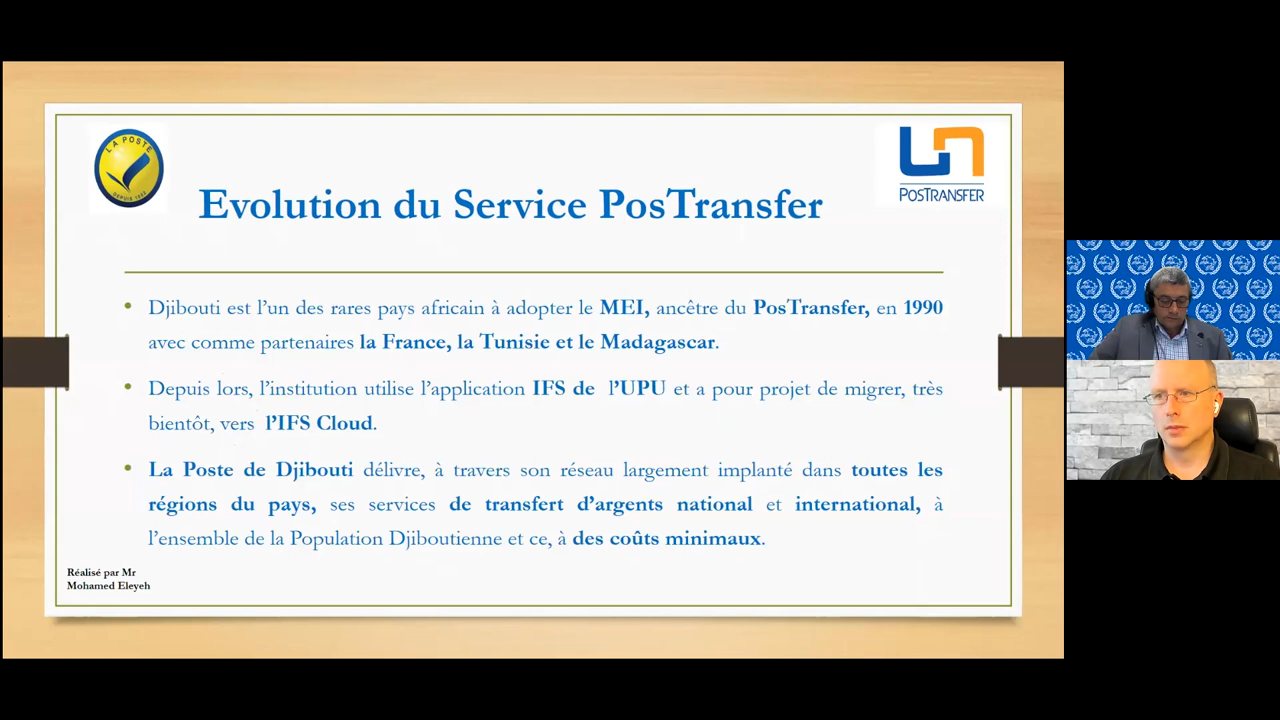 LA POSTE
DEPUIS 1922
POSTRANSFER
Evolution du Service PosTransfer
• Djibouti est l’un des rares pays africain à adopter le MEI, ancêtre du PosTransfer, en 1990
avec comme partenaires la France, la Tunisie et le Madagascar.
• Depuis lors, l’institution utilise l’application IFS de l’UPU et a pour projet de migrer, très
bientôt, vers l’IFS Cloud.
• La Poste de Djibouti délivre, à travers son réseau largement implanté dans toutes les
régions du pays, ses services de transfert d’argents national et international, à
l’ensemble de la Population Djiboutienne et ce, à des coûts minimaux.
Réalisé par Mr
Mohamed Eleyeh